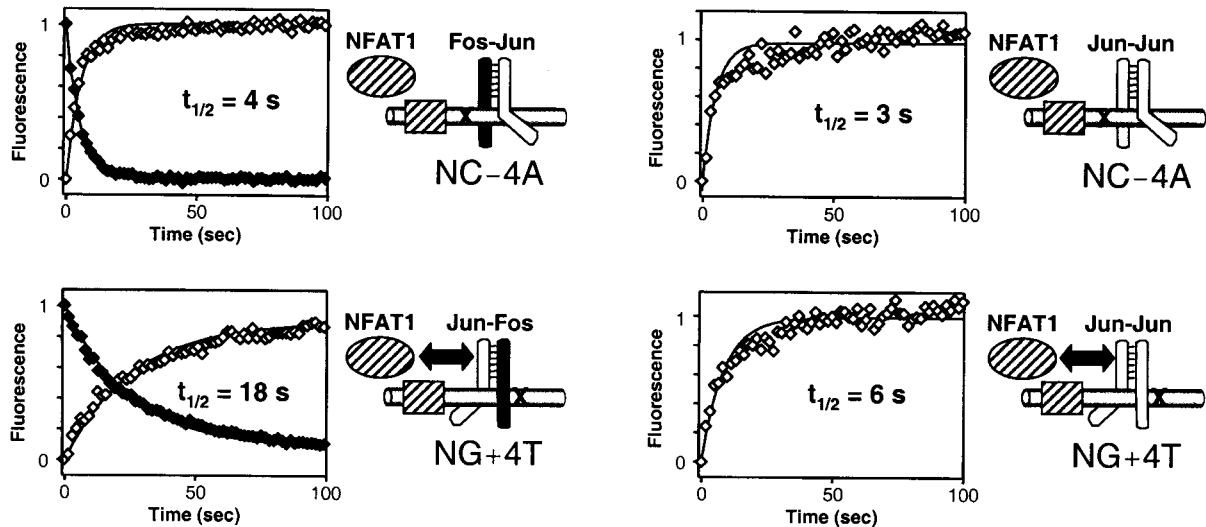 Fluorescence
1
0
0
50
100
Time (sec)
t1/2 = 4 s
NFAT1
Fos-Jun
NC-4A
Fluorescence
1
0
0
50
100
Time (sec)
t1/2 = 3 s
NFAT1
Jun-Jun
NC-4A
Fluorescence
1
0
0
50
100
Time (sec)
t1/2 = 18 s
NFAT1
Jun-Fos
NG+4T
Fluorescence
1
0
0
50
100
Time (sec)
t1/2 = 6 s
NFAT1
Jun-Jun
NG+4T